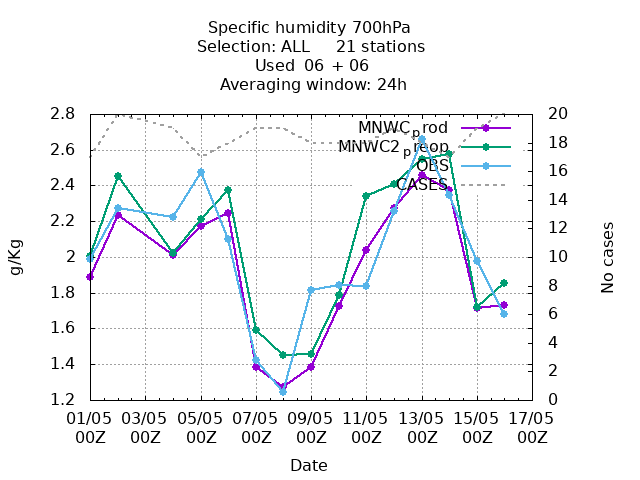 Specific humidity 700hPa
Selection: ALL 21 stations
Used 06 + 06
Averaging window: 24h
2.8
2.6
2.4
2.2
2
1.8
1.6
1.4
1.2
20
18
16
14
12
10
8
6
4
2
0
MNWC_prod
MNWC2_preop
OBS
CASES
g/Kg
No cases
01/05 03/05 05/05 07/05 09/05 11/05 13/05 15/05 17/05
00Z 00Z 00Z 00Z 00Z 00Z 00Z 00Z 00Z
Date